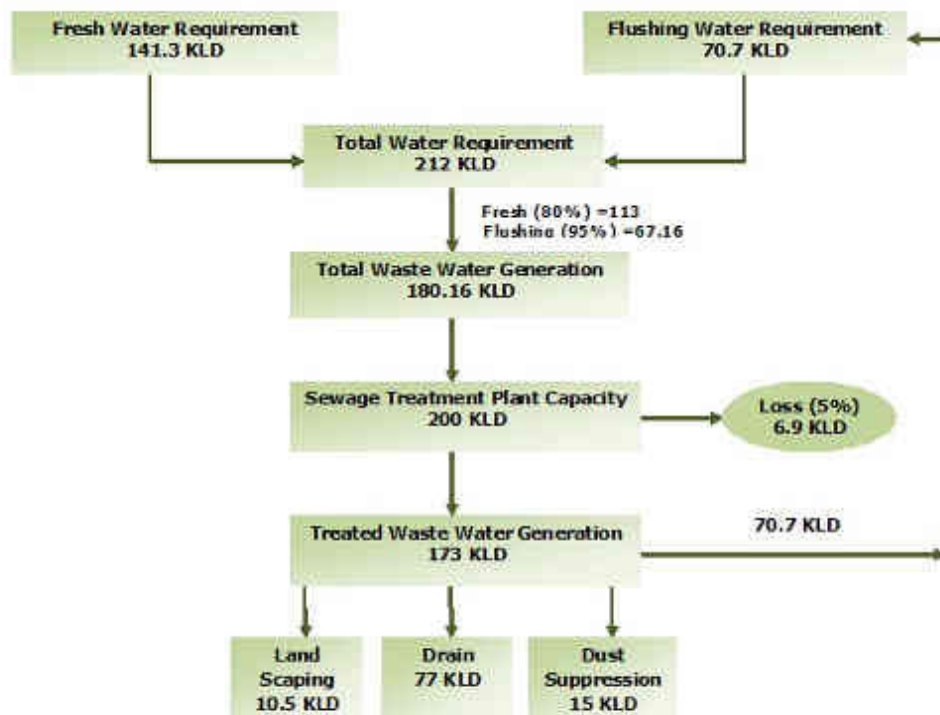 Fresh Water Requirement
141.3 KLD
Flushing Water Requirement
70.7 KLD
Total Water Requirement
212 KLD
Fresh (80%) =113
Flushing (95%) =67.16
Total Waste Water Generation
180.16 KLD
Sewage Treatment Plant Capacity
200 KLD
Loss (5%)
6.9 KLD
Treated Waste Water Generation
173 KLD
70.7 KLD
Land
Scaping
10.5 KLD
Drain
77 KLD
Dust
Suppression
15 KLD